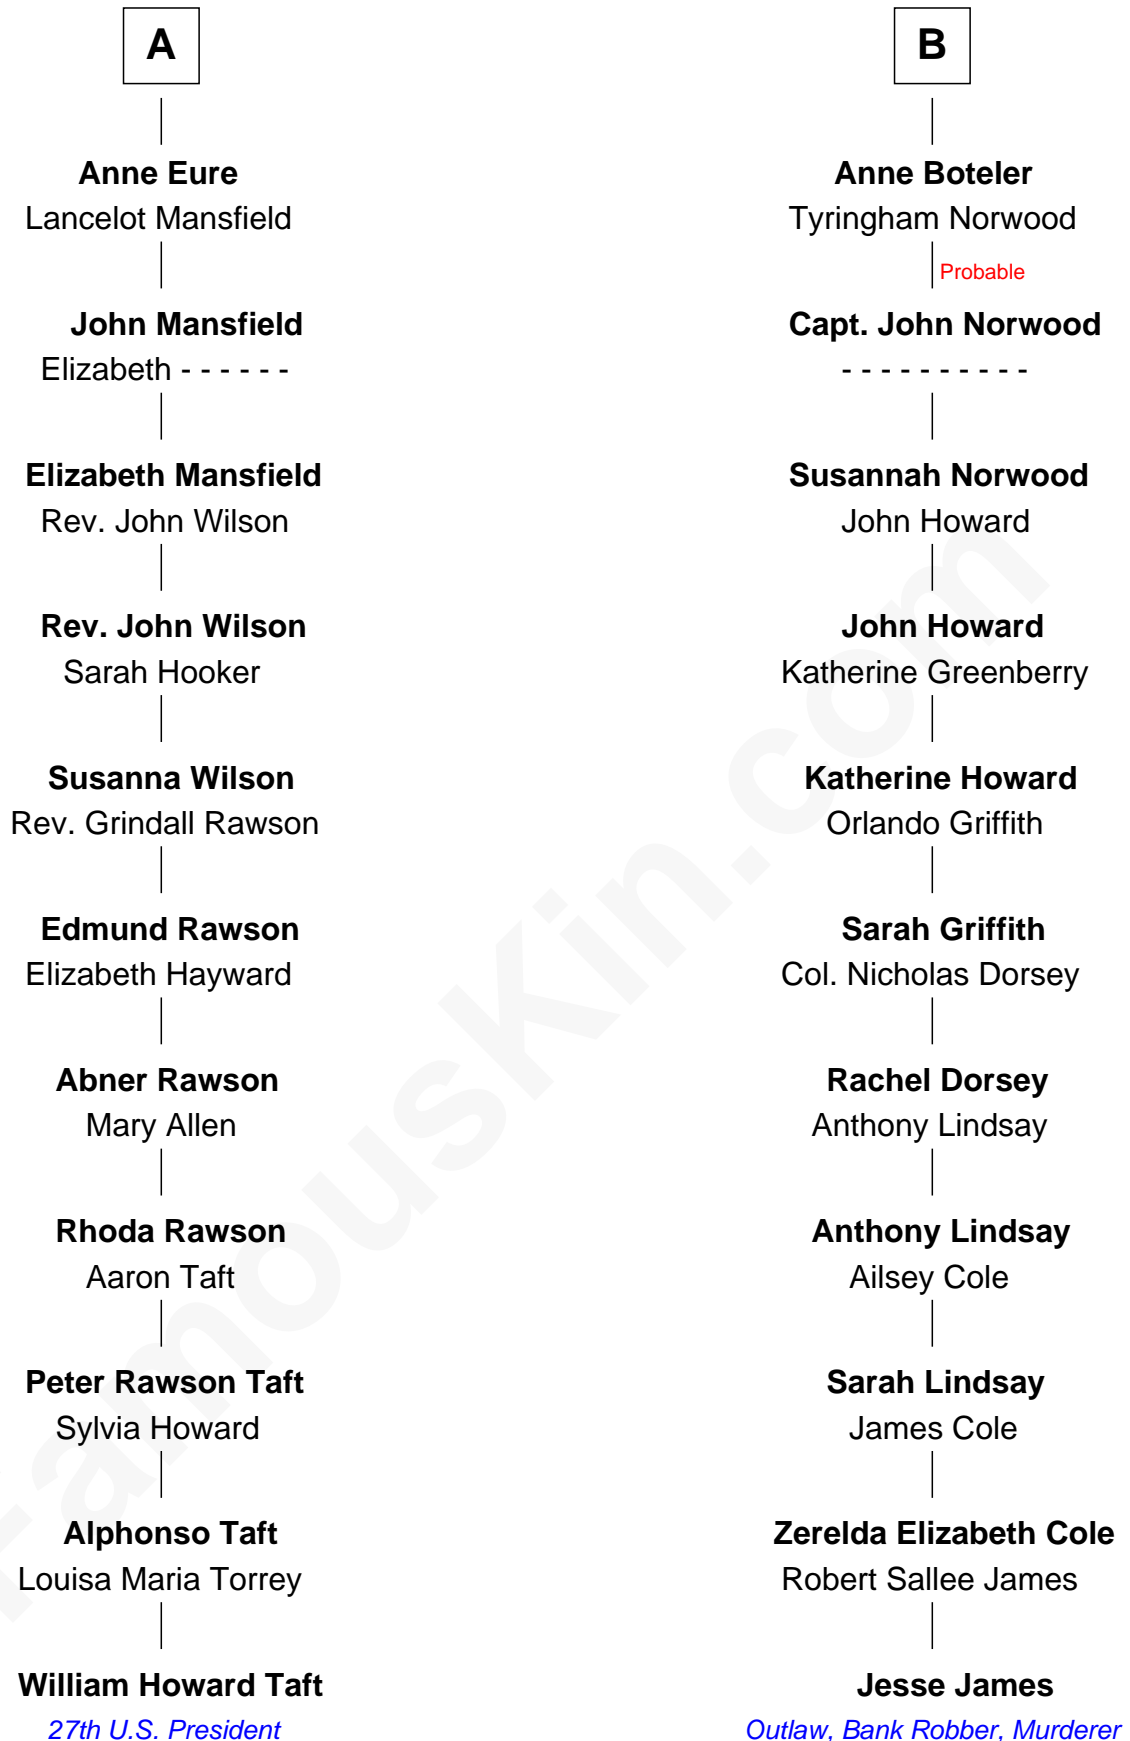 A
Anne Eure
Lancelot Mansfield
John Mansfield
Elizabeth - - - - - -
Elizabeth Mansfield
Rev. John Wilson
Rev. John Wilson
Sarah Hooker
Susanna Wilson
Rev. Grindall Rawson
Edmund Rawson
Elizabeth Hayward
Abner Rawson
Mary Allen
Rhoda Rawson
Aaron Taft
Peter Rawson Taft
Sylvia Howard
Alphonso Taft
Louisa Maria Torrey
William Howard Taft
27th U.S. President
B
Anne Boteler
Tyringham Norwood
Probable
Capt. John Norwood
- - - - - - - - - -
Susannah Norwood
John Howard
John Howard
Katherine Greenberry
Katherine Howard
Orlando Griffith
Sarah Griffith
Col. Nicholas Dorsey
Rachel Dorsey
Anthony Lindsay
Anthony Lindsay
Ailsey Cole
Sarah Lindsay
James Cole
Zerelda Elizabeth Cole
Robert Sallee James
Jesse James
Outlaw, Bank Robber, Murderer
FamousKin.com